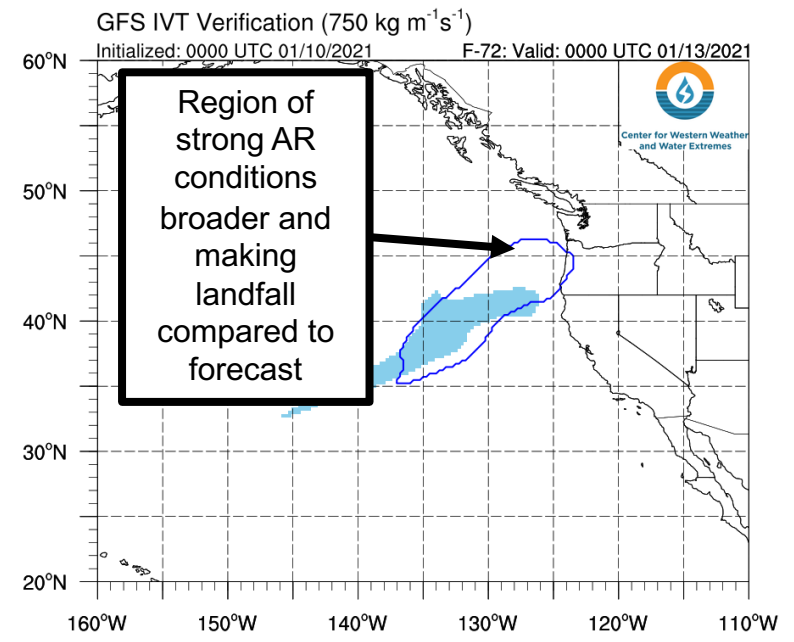 GFS IVT Verification (750 kg m⁻¹s⁻¹)
Initialized: 0000 UTC 01/10/2021 F-72: Valid: 0000 UTC 01/13/2021
60°N
50°N
40°N
30°N
20°N
Center for Western Weather
and Water Extremes
Region of
strong AR
conditions
broader and
making
landfall
compared to
forecast
160°W 150°W 140°W 130°W 120°W 110°W